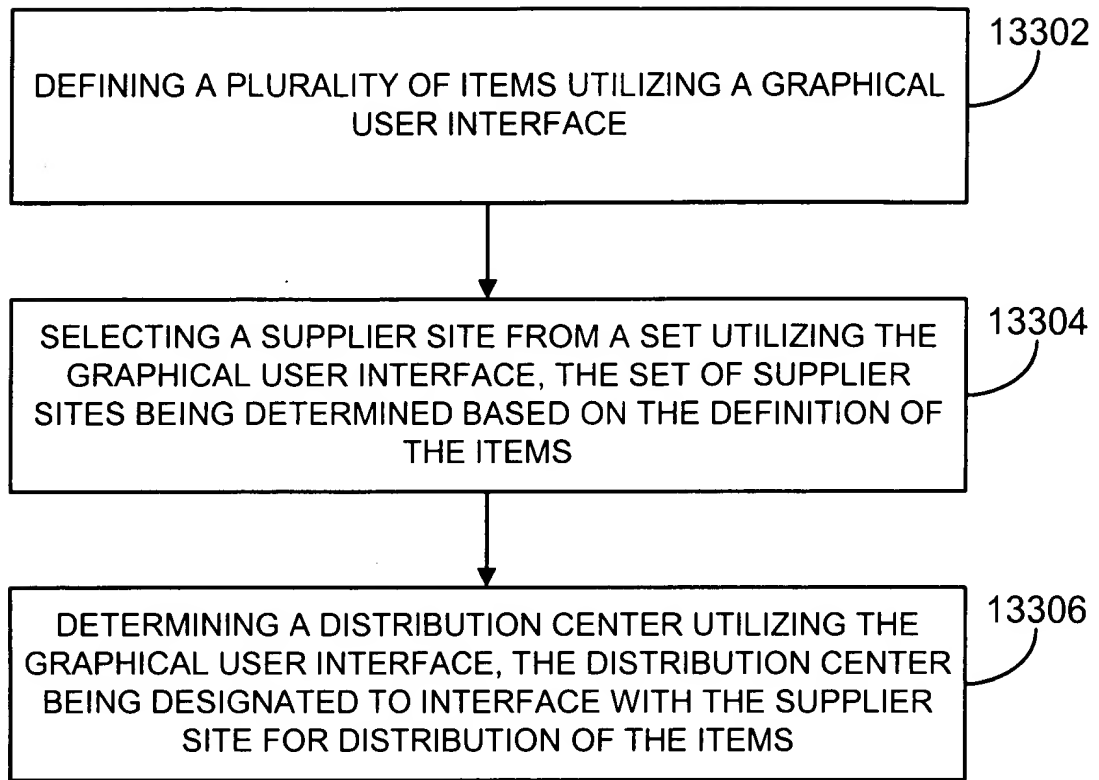 13302
DEFINING A PLURALITY OF ITEMS UTILIZING A GRAPHICAL
USER INTERFACE
13304
SELECTING A SUPPLIER SITE FROM A SET UTILIZING THE
GRAPHICAL USER INTERFACE, THE SET OF SUPPLIER
SITES BEING DETERMINED BASED ON THE DEFINITION OF
THE ITEMS
13306
DETERMINING A DISTRIBUTION CENTER UTILIZING THE
GRAPHICAL USER INTERFACE, THE DISTRIBUTION CENTER
BEING DESIGNATED TO INTERFACE WITH THE SUPPLIER
SITE FOR DISTRIBUTION OF THE ITEMS